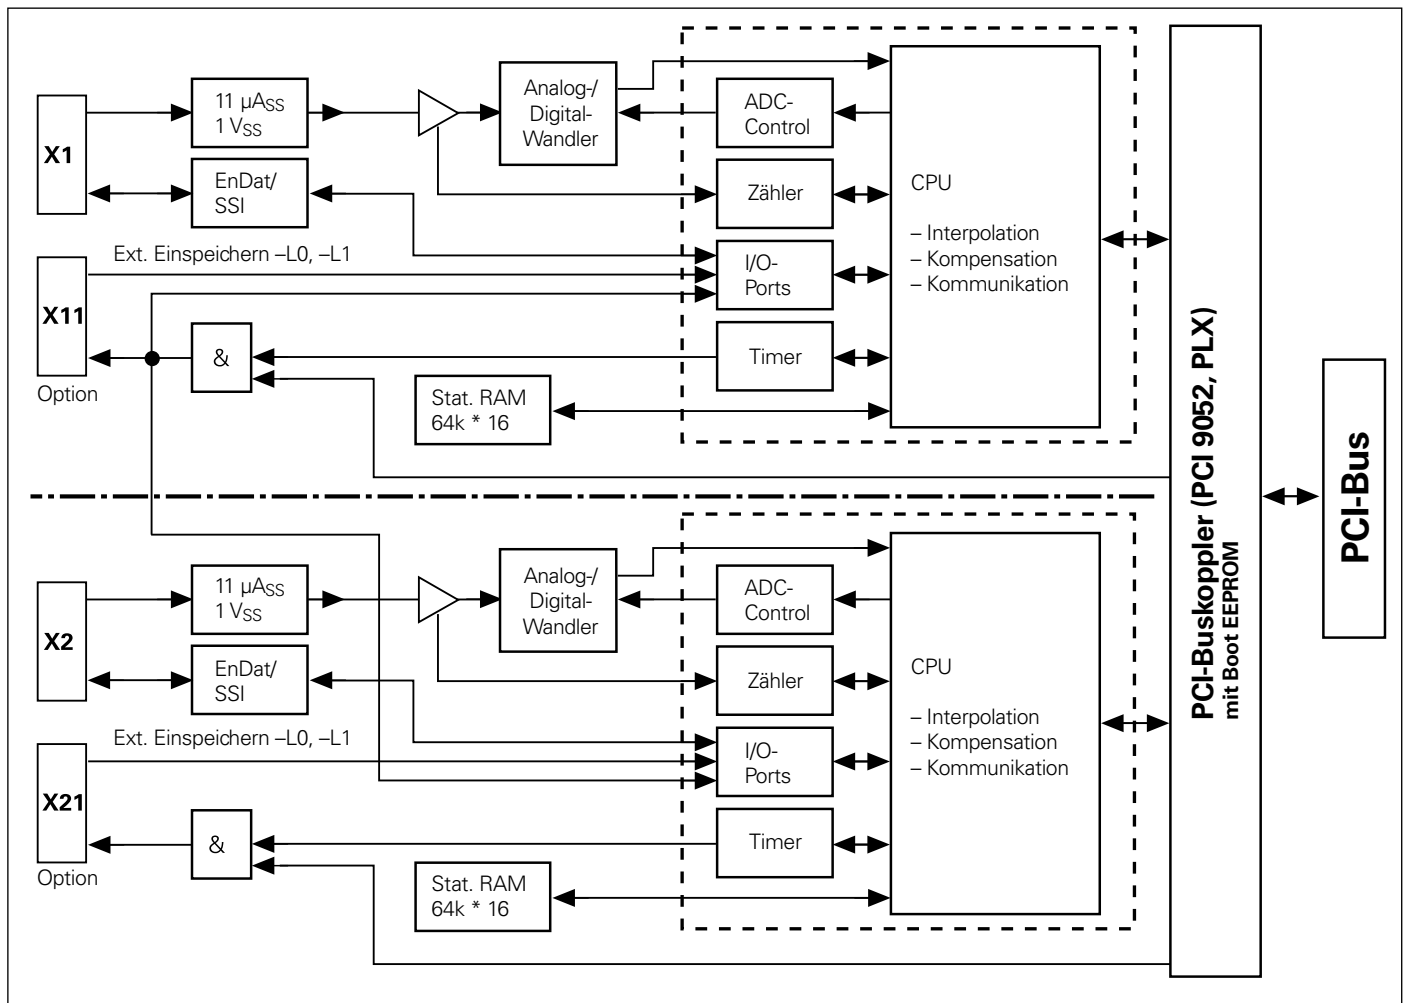 X1
11 µASS
1 VSS
EnDat/
SSI
Analog-/
Digital-
Wandler
ADC-
Control
Zähler
I/O-
Ports
Timer
CPU
– Interpolation
– Kompensation
– Kommunikation
Ext. Einspeichern –L0, –L1
X11
Option
&
Stat. RAM
64k * 16
X2
11 µASS
1 VSS
EnDat/
SSI
Analog-/
Digital-
Wandler
ADC-
Control
Zähler
I/O-
Ports
Timer
CPU
– Interpolation
– Kompensation
– Kommunikation
Ext. Einspeichern –L0, –L1
X21
Option
&
Stat. RAM
64k * 16
PCI-Buskoppler (PCI 9052, PLX)
mit Boot EEPROM
PCI-Bus